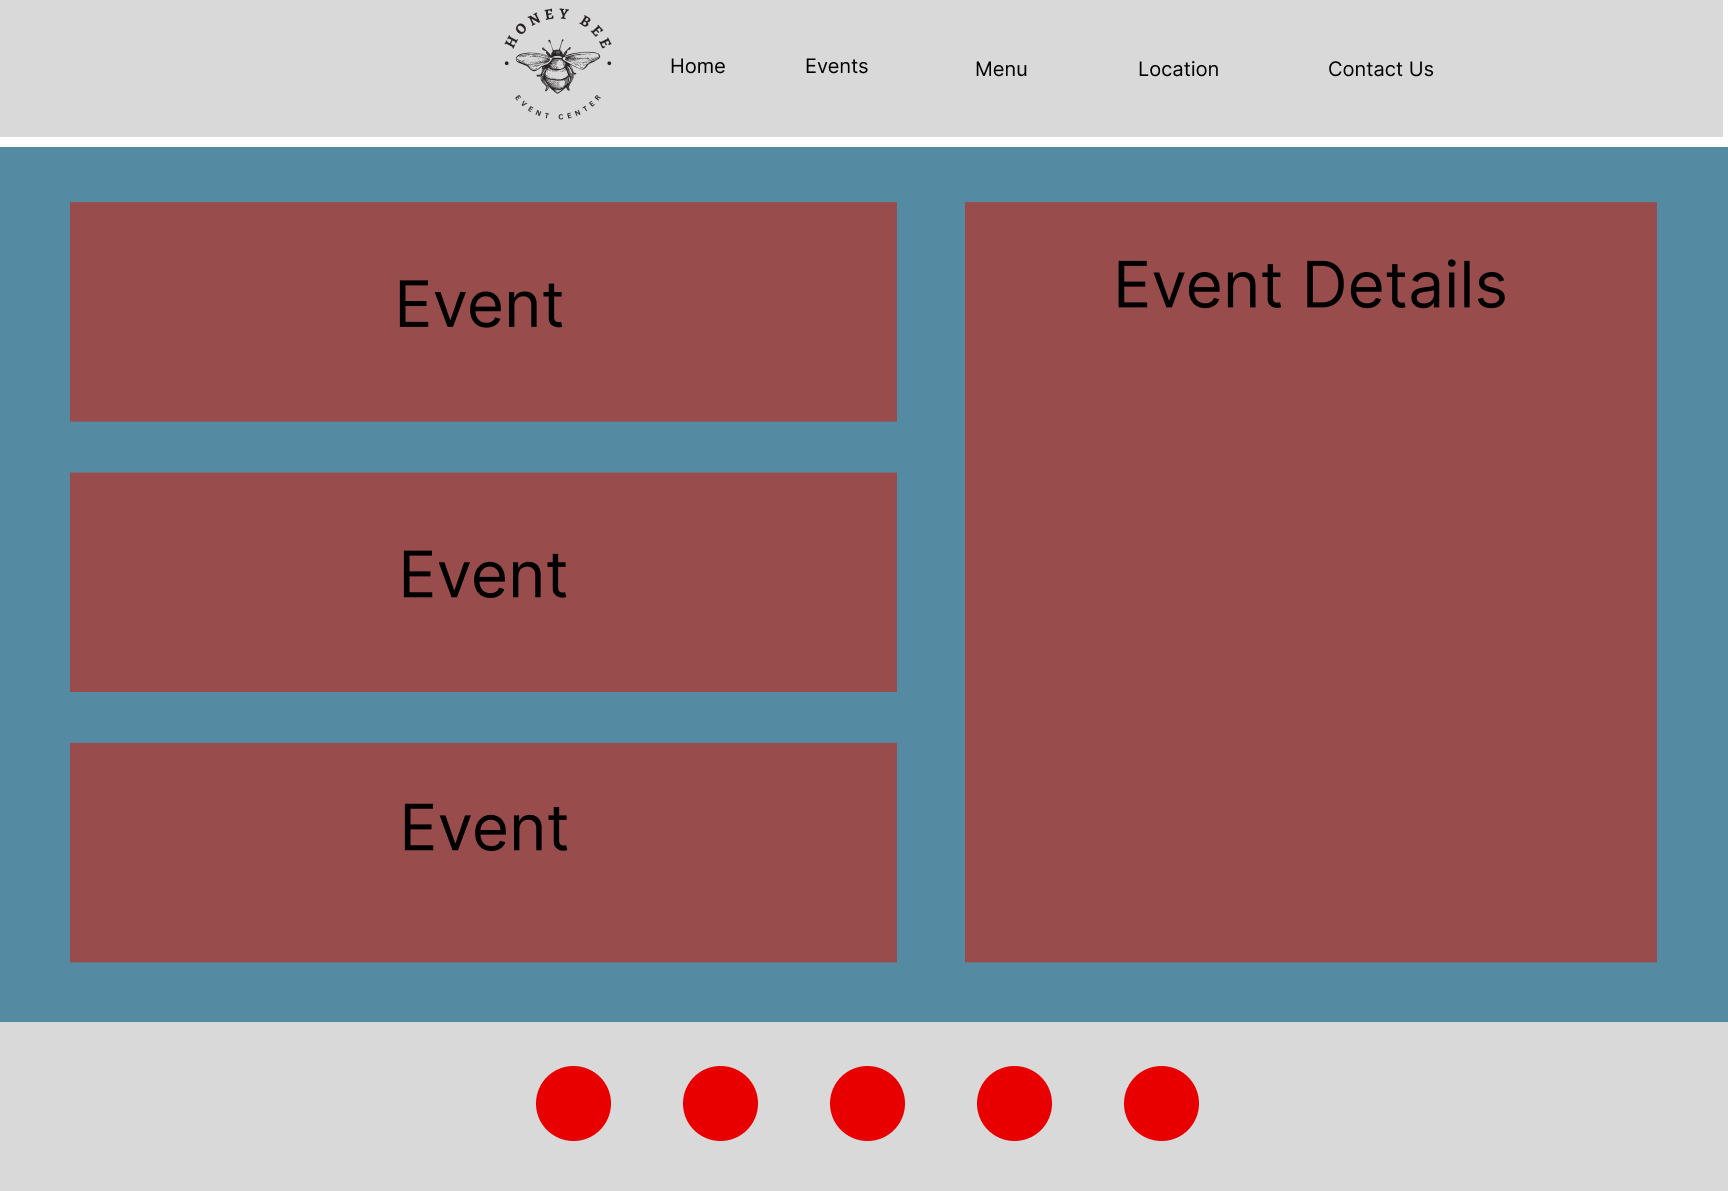 HONEY BEE
EVENT CENTER
Home
Events
Menu
Location
Contact Us
Event
Event Details
Event
Event